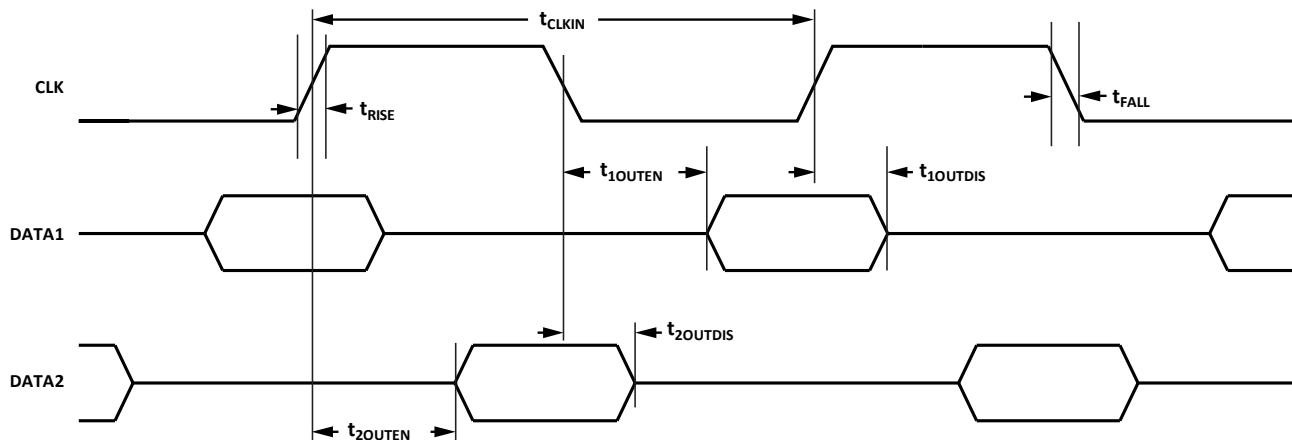 tCLKIN
CLK
tRISE
tFALL
t1OUTEN
t1OUTDIS
DATA1
t2OUTDIS
DATA2
t2OUTEN